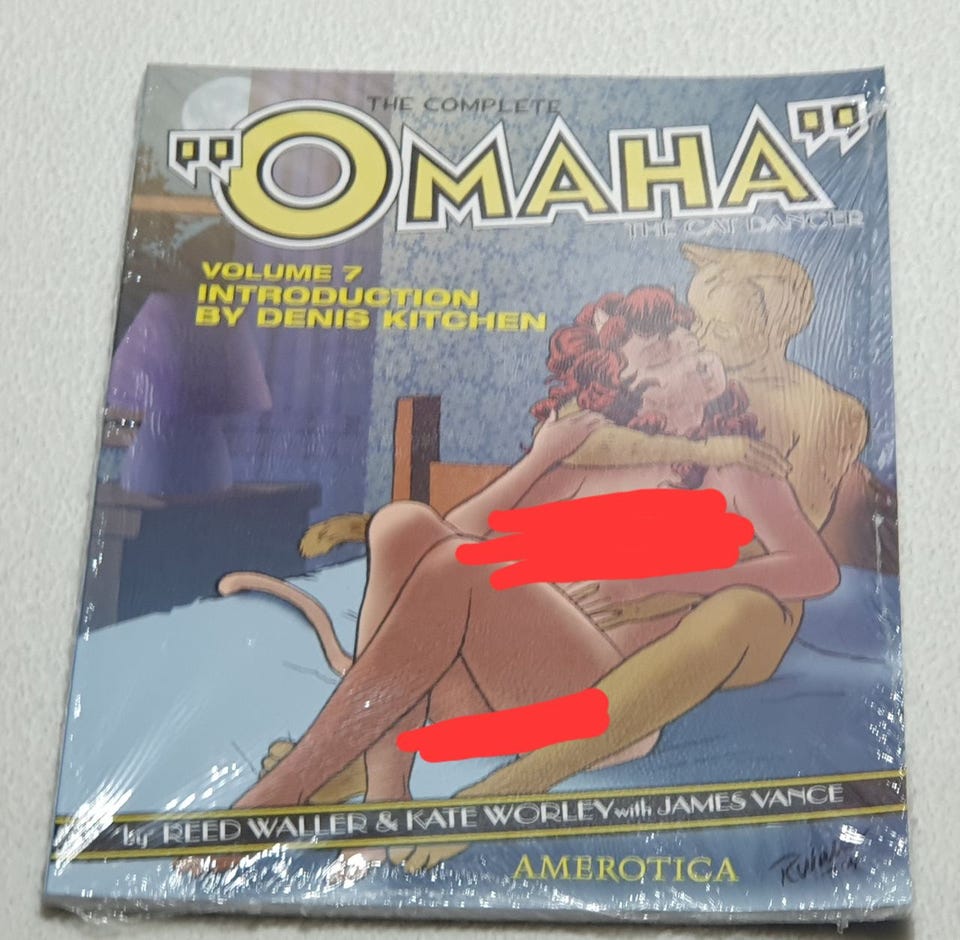 THE COMPLETE
"OMAHA"
THE CAT DANCER
VOLUME 7
INTRODUCTION
BY DENIS KITCHEN
by REED WALLER & KATE WORLEY with JAMES VANCE
AMEROTICA